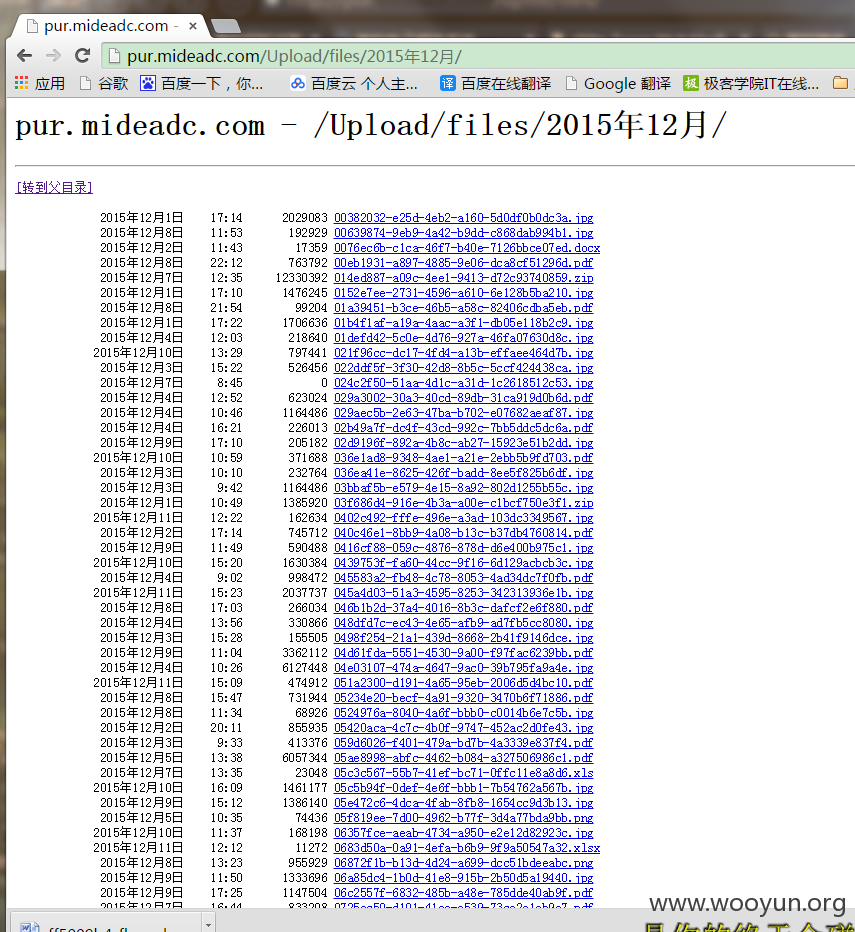 pur.mideadc.com -
pur.mideadc.com/Upload/files/2015年12月/
应用 谷歌 百度一下，你... 百度云 个人主... 百度在线翻译 Google 翻译 极客学院IT在线...
pur.mideadc.com - /Upload/files/2015年12月/
[转到父目录]
2015年12月1日 17:14 2029083 00382032-e25d-4eb2-a160-5d0df0b0dc3a.jpg
2015年12月8日 11:53 192929 00639874-9eb9-4a42-b9dd-c868dab994b1.jpg
2015年12月2日 11:43 17359 0076ec6b-c1ca-46f7-b40e-7126bbce07ed.docx
2015年12月8日 22:12 763792 00eb1931-a897-4885-9e06-dca8cf51296d.pdf
2015年12月7日 12:35 12330392 014ed887-a09c-4ee1-9413-d72c93740859.zip
2015年12月1日 17:10 1476245 0152e7ee-2731-4596-a610-6e128b5ba210.jpg
2015年12月8日 21:54 99204 01a39451-b3ce-46b5-a58c-82406cdba5eb.pdf
2015年12月1日 17:22 1706636 01b4f1af-a19a-4aac-a3f1-db05e118b2c9.jpg
2015年12月4日 12:03 218640 01defd42-5c0e-4d76-927a-46fa07630d8c.jpg
2015年12月10日 13:29 797441 021f96cc-dc17-4fd4-a13b-effaee464d7b.jpg
2015年12月3日 15:22 526456 022ddf5f-3f30-42d8-8b5c-5ccf424438ca.jpg
2015年12月7日 8:45 0 024c2f50-51aa-4d1c-a31d-1c2618512c53.jpg
2015年12月4日 12:52 623024 029a3002-30a3-40cd-89db-31ca919d0b6d.pdf
2015年12月4日 10:46 1164486 029aec5b-2e63-47ba-b702-e07682aeaf87.jpg
2015年12月4日 16:21 226013 02b49a7f-dc4f-43cd-992c-7bb5ddc5dc6a.pdf
2015年12月9日 17:10 205182 02d9196f-892a-4b8c-ab27-15923e51b2dd.jpg
2015年12月10日 10:59 371688 036e1ad8-9348-4ae1-a21e-2ebb5b9fd703.pdf
2015年12月3日 10:10 232764 036ea41e-8625-426f-badd-8ee5f825b6df.jpg
2015年12月3日 9:42 1164486 03bbaf5b-e579-4e15-8a92-802d1255b55c.jpg
2015年12月1日 10:49 1385920 03f686d4-916e-4b3a-a00e-c1bcf750e3f1.zip
2015年12月11日 12:22 162634 0402c492-fffe-496e-a3ad-103dc3349567.jpg
2015年12月2日 17:14 745712 040c46e1-8bb9-4a08-b13c-b37db4760814.pdf
2015年12月9日 11:49 590488 0416cf88-059c-4876-878d-d6e400b975c1.jpg
2015年12月10日 15:20 1630384 0439753f-fa60-44cc-9f16-6d129acbcb3c.jpg
2015年12月4日 9:02 998472 045583a2-fb48-4c78-8053-4ad34dc7f0fb.pdf
2015年12月11日 15:23 2037737 045a4d03-51a3-4595-8253-342313936e1b.jpg
2015年12月8日 17:03 266034 046b1b2d-37a4-4016-8b3c-dafcf2e6f880.pdf
2015年12月4日 13:56 330866 048dfd7c-ec43-4e65-afb9-ad7fb5cc8080.jpg
2015年12月3日 15:28 155505 0498f254-21a1-439d-8668-2b41f9146dce.jpg
2015年12月9日 11:04 3362112 04d61fda-5551-4530-9a00-f97fac6239bb.pdf
2015年12月4日 10:26 6127448 04e03107-474a-4647-9ac0-39b795fa9a4e.jpg
2015年12月11日 15:09 474912 051a2300-d191-4a65-95eb-2006d5d4bc10.pdf
2015年12月8日 15:47 731944 05234e20-becf-4a91-9320-3470b6f71886.pdf
2015年12月8日 11:34 68926 0524976a-8040-4a6f-bbb0-c0014b6e7c5b.jpg
2015年12月2日 20:11 855935 05420aca-4c7c-4b0f-9747-452ac2d0fe43.jpg
2015年12月3日 9:33 413376 059d6026-f401-479a-bd7b-4a3339e837f4.pdf
2015年12月5日 13:38 6057344 05ae8998-abfc-4462-b084-a327506986c1.pdf
2015年12月7日 13:35 23048 05c3c567-55b7-41ef-bc71-0ffc11e8a8d6.xls
2015年12月10日 16:09 1461177 05c5b94f-0def-4e6f-bbb1-7b54762a567b.jpg
2015年12月9日 15:12 1386140 05e472c6-4dca-4fab-8fb8-1654cc9d3b13.jpg
2015年12月5日 10:35 74436 05f819ee-7d00-4962-b77f-3d4a77bda9bb.png
2015年12月10日 11:37 168198 06357fce-aeab-4734-a950-e2e12d82923c.jpg
2015年12月11日 12:12 11272 0683d50a-0a91-4efa-b6b9-9f9a50547a32.xlsx
2015年12月8日 13:23 955929 06872f1b-b13d-4d24-a699-dcc51bdeeabc.png
2015年12月9日 11:50 1333696 06a85dc4-1b0d-41e8-915b-2b50d5a19440.jpg
2015年12月9日 17:25 1147504 06c2557f-6832-485b-a48e-785dde40ab9f.pdf
2015年12月7日 16:44
www.wooyun.org